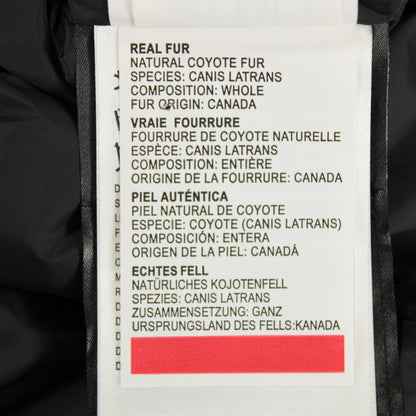 REAL FUR
NATURAL COYOTE FUR
SPECIES: CANIS LATRANS
COMPOSITION: WHOLE
FUR ORIGIN: CANADA
VRAIE FOURRURE
FOURRURE DE COYOTE NATURELLE
ESPÈCE: CANIS LATRANS
COMPOSITION: ENTIÈRE
ORIGINE DE LA FOURRURE: CANADA
PIEL AUTÉNTICA
PIEL NATURAL DE COYOTE
ESPECIE: COYOTE (CANIS LATRANS)
COMPOSICIÓN: ENTERA
ORIGEN DE LA PIEL: CANADÁ
ECHTES FELL
NATÜRLICHES KOJOTENFELL
SPEZIES: CANIS LATRANS
ZUSAMMENSETZUNG: GANZ
URSPRUNGSLAND DES FELLS:KANADA